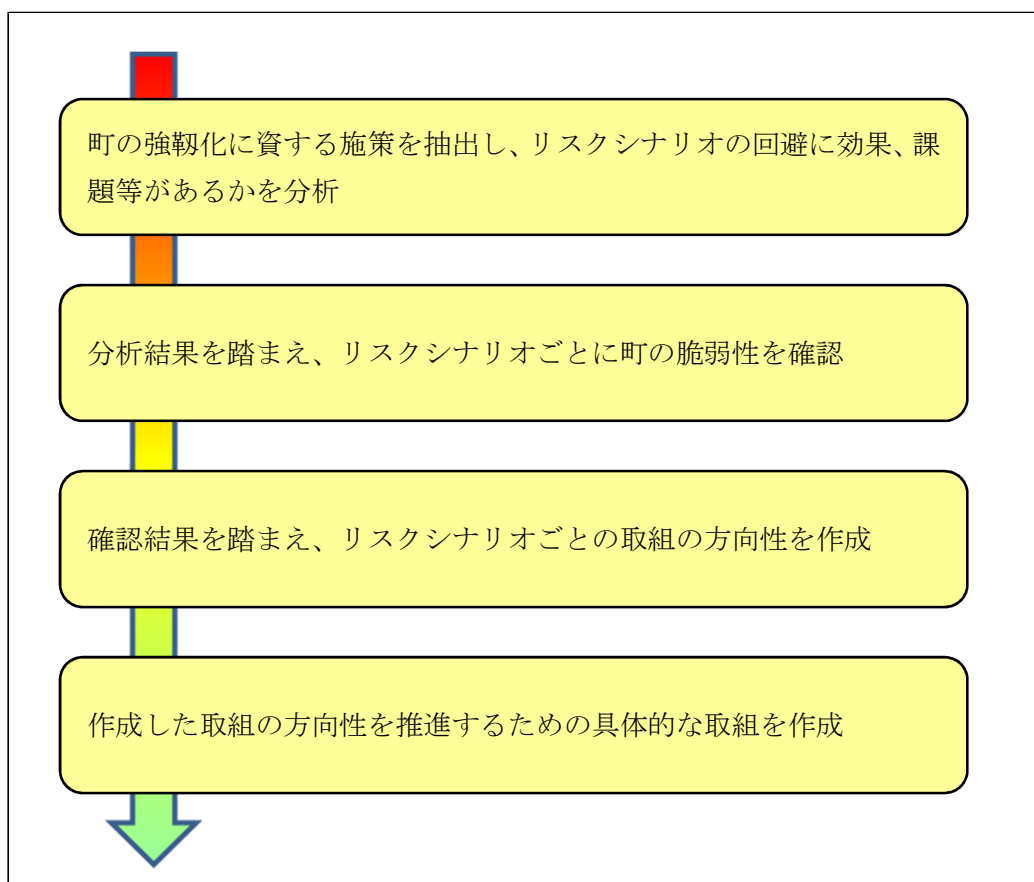 町の強靱化に資する施策を抽出し、リスクシナリオの回避に効果、課
題等があるかを分析
分析結果を踏まえ、リスクシナリオごとに町の脆弱性を確認
確認結果を踏まえ、リスクシナリオごとの取組の方向性を作成
作成した取組の方向性を推進するための具体的な取組を作成